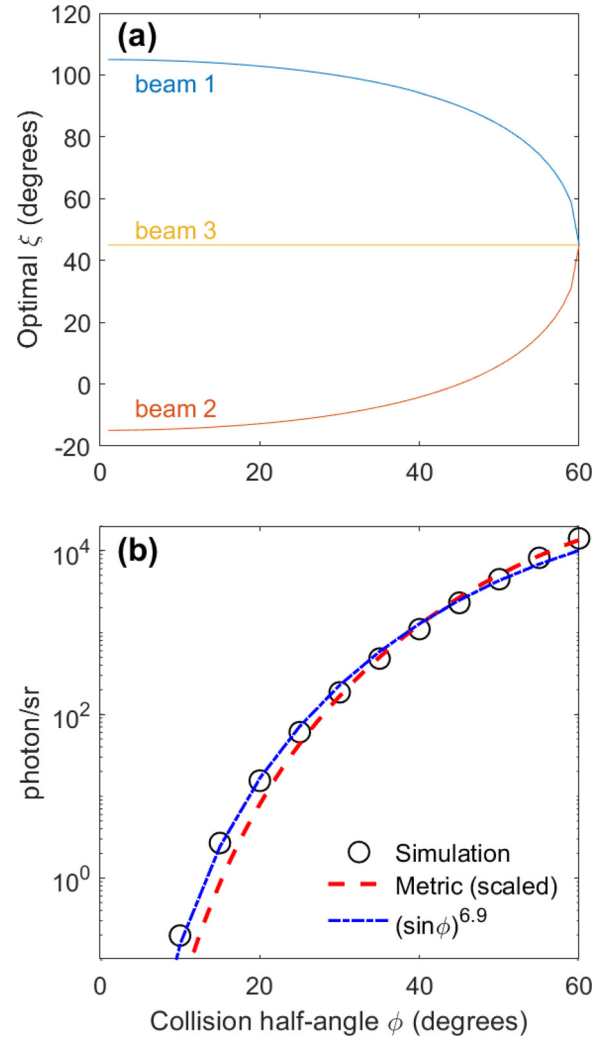 (a)
120
100
80
60
40
20
0
-20
Optimal ξ (degrees)
beam 1
beam 3
beam 2
0 20 40 60
(b)
10^4
10^2
10^0
photon/sr
Simulation
Metric (scaled)
(sinϕ)^6.9
0 20 40 60
Collision half-angle ϕ (degrees)